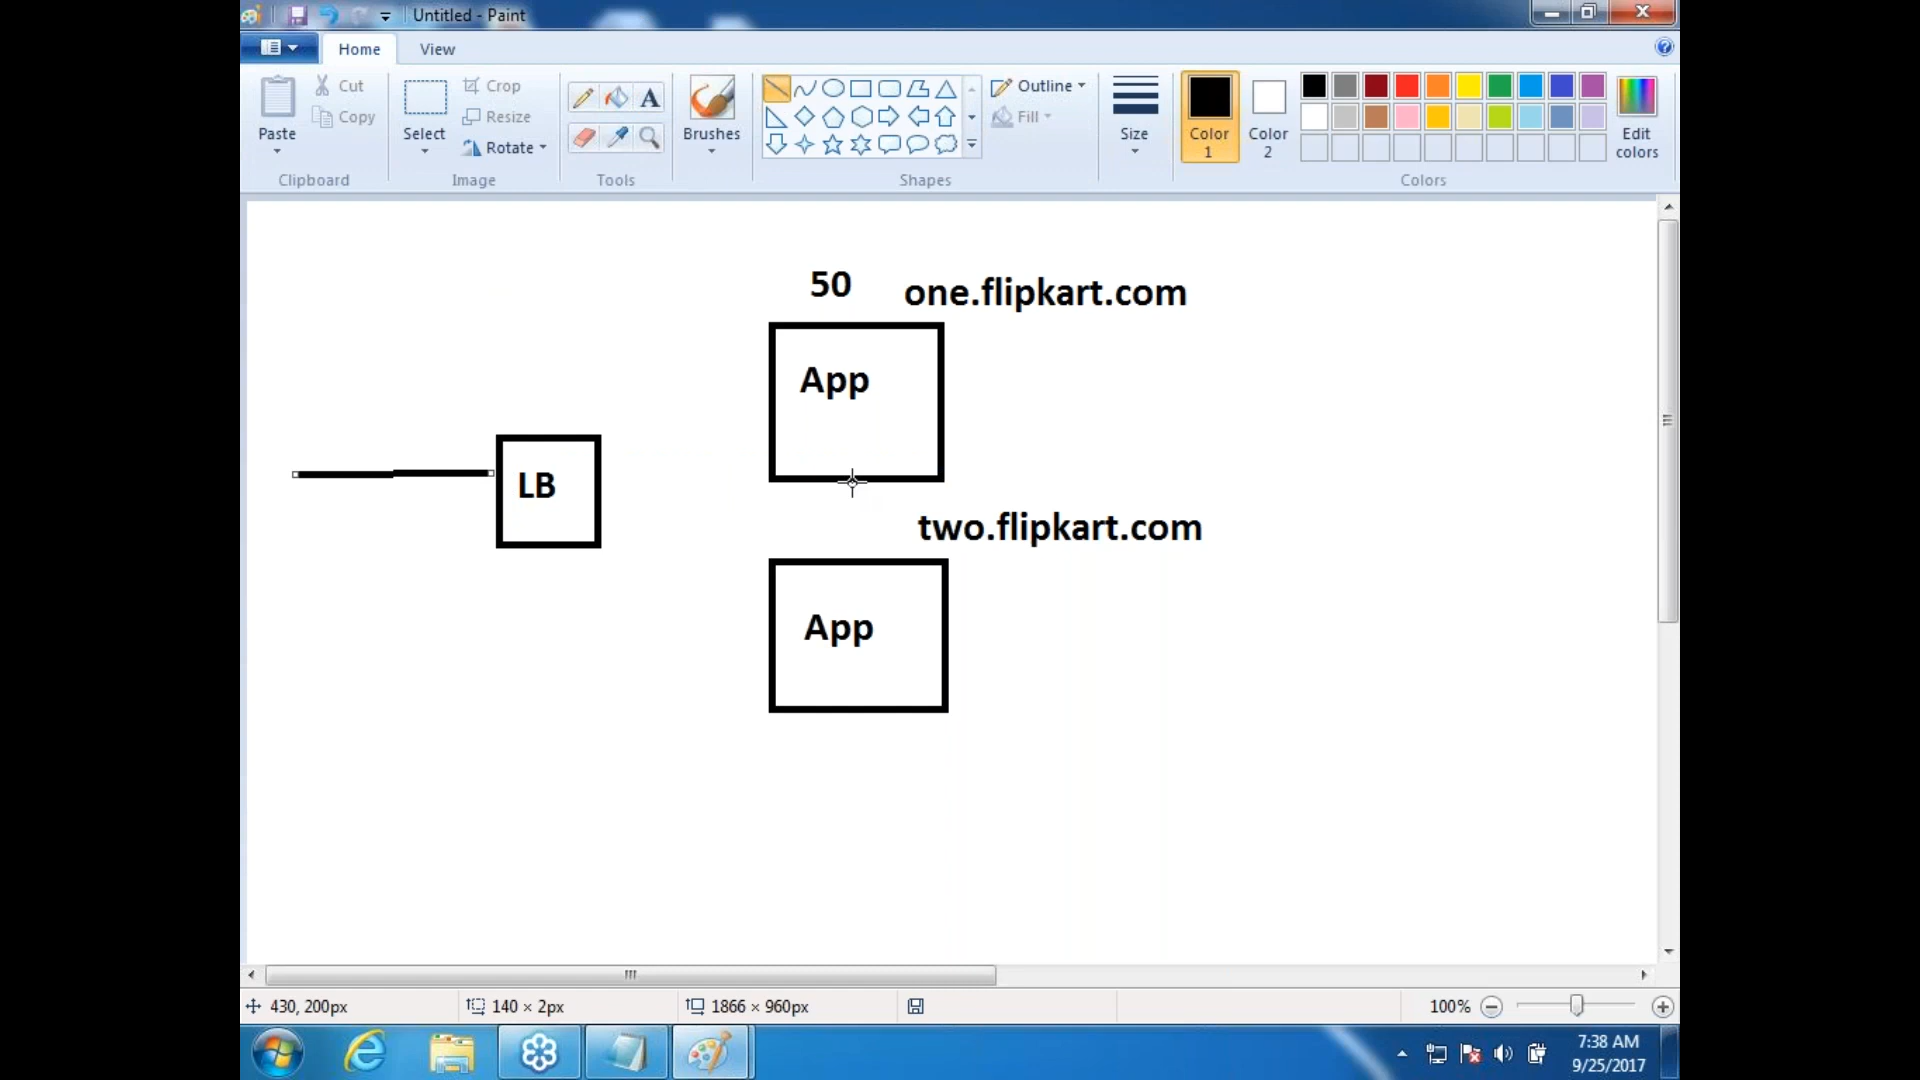 Untitled - Paint
Home
View
Paste
Cut
Copy
Clipboard
Select
Crop
Resize
Rotate
Image
A
Tools
Brushes
Shapes
Outline
Fill
Size
Color 1
Color 2
Edit colors
Colors
50
one.flipkart.com
App
LB
two.flipkart.com
App
430, 200px
140 × 2px
1866 × 960px
100%
7:38 AM
9/25/2017